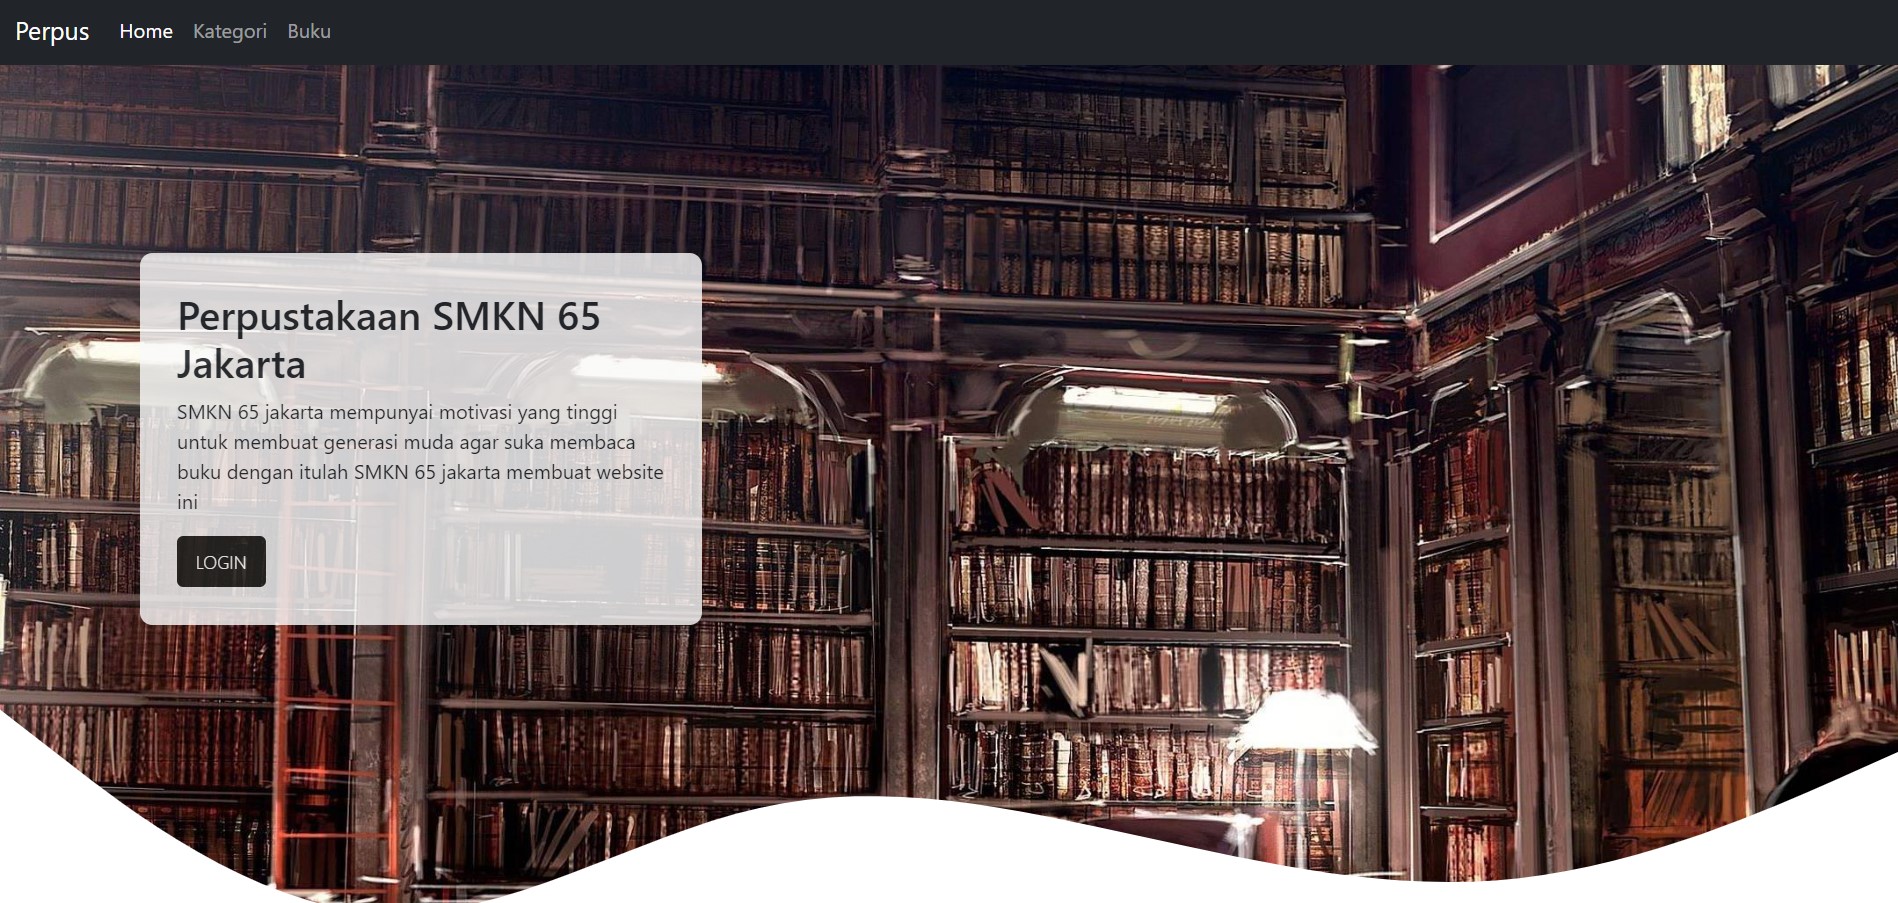 Perpus Home Kategori Buku
Perpustakaan SMKN 65
Jakarta
SMKN 65 jakarta mempunyai motivasi yang tinggi
untuk membuat generasi muda agar suka membaca
buku dengan itulah SMKN 65 jakarta membuat website
ini
LOGIN